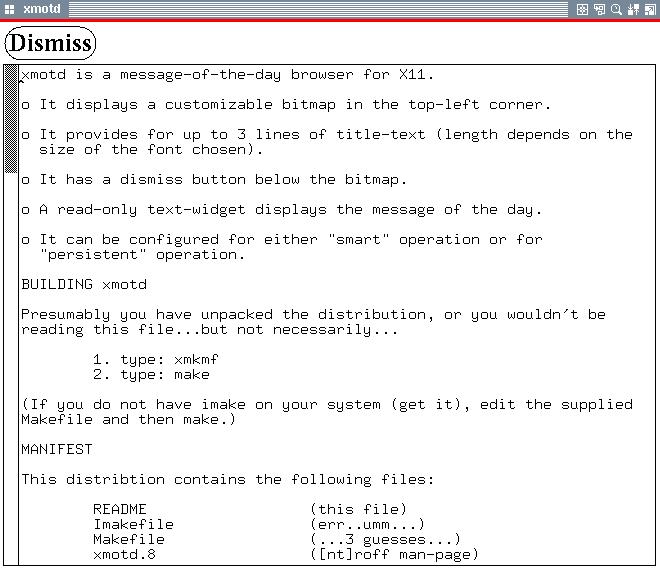 xmotd
Dismiss
xmotd is a message-of-the-day browser for X11.
o It displays a customizable bitmap in the top-left corner.
o It provides for up to 3 lines of title-text (length depends on the
size of the font chosen).
o It has a dismiss button below the bitmap.
o A read-only text-widget displays the message of the day.
o It can be configured for either "smart" operation or for
"persistent" operation.
BUILDING xmotd
Presumably you have unpacked the distribution, or you wouldn't be
reading this file...but not necessarily...
1. type: xmkmf
2. type: make
(If you do not have imake on your system (get it), edit the supplied
Makefile and then make.)
MANIFEST
This distribtion contains the following files:
README (this file)
Imakefile (err..umm...)
Makefile (...3 guesses...)
xmotd.8 ([nt]roff man-page)